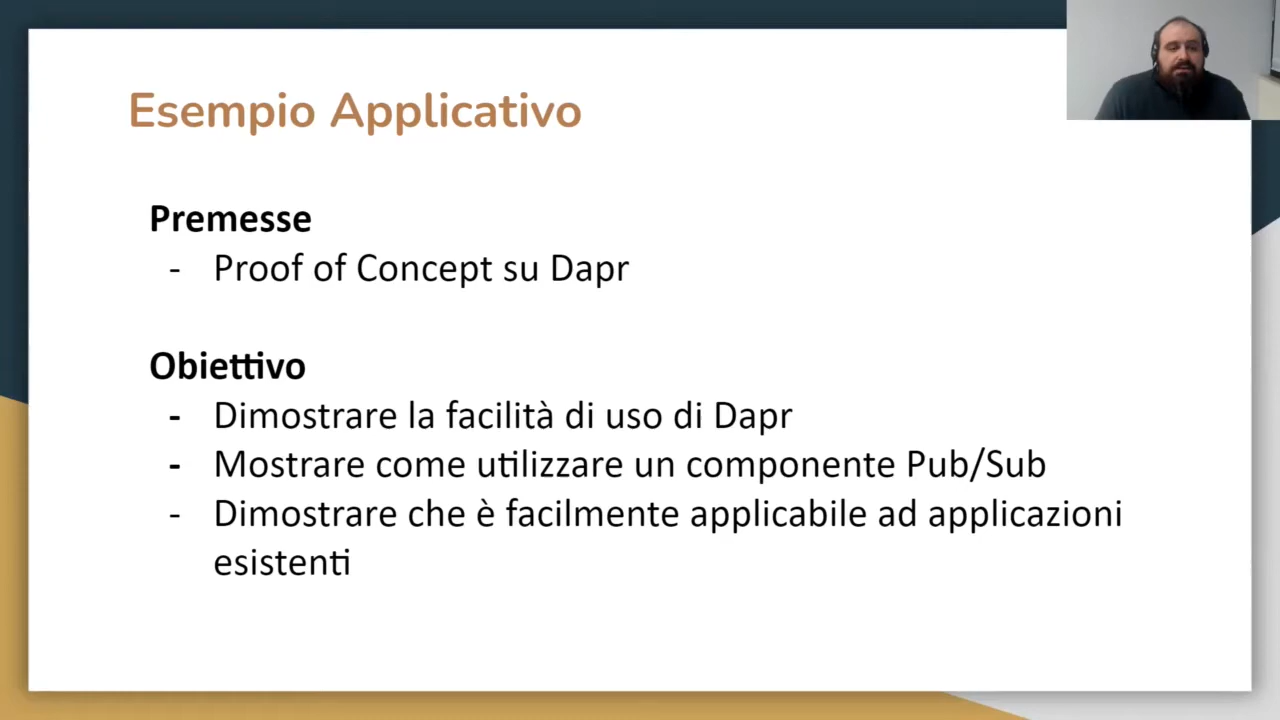 Esempio Applicativo
Premesse
- Proof of Concept su Dapr
Obiettivo
- Dimostrare la facilità di uso di Dapr
- Mostrare come utilizzare un componente Pub/Sub
- Dimostrare che è facilmente applicabile ad applicazioni
esistenti